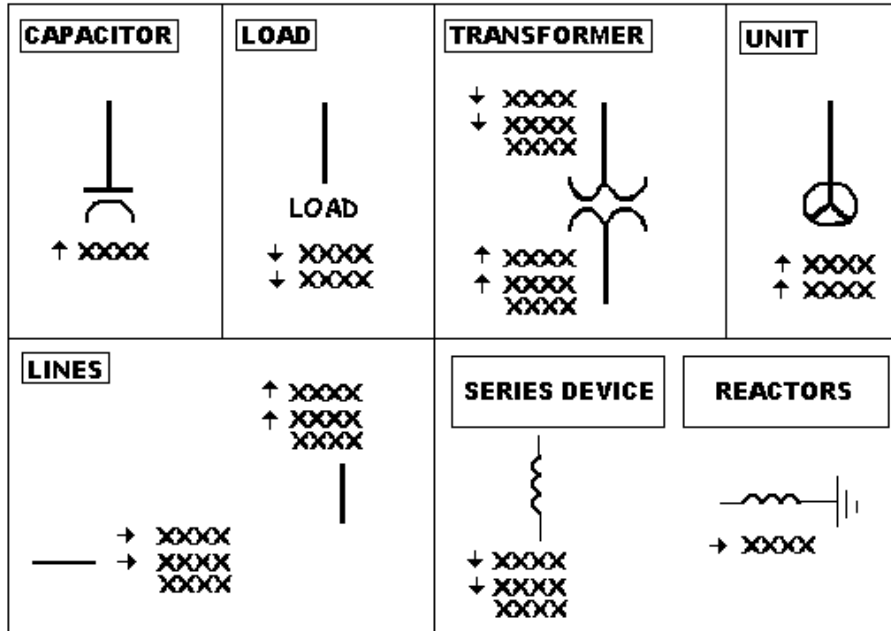 CAPACITOR
↑ XXXX
LOAD
LOAD
↓ XXXX
↓ XXXX
TRANSFORMER
↓ XXXX
↓ XXXX
XXXX
↑ XXXX
↑ XXXX
XXXX
UNIT
↑ XXXX
↑ XXXX
LINES
↑ XXXX
↑ XXXX
XXXX
→ XXXX
→ XXXX
XXXX
SERIES DEVICE
↓ XXXX
↓ XXXX
XXXX
REACTORS
→ XXXX